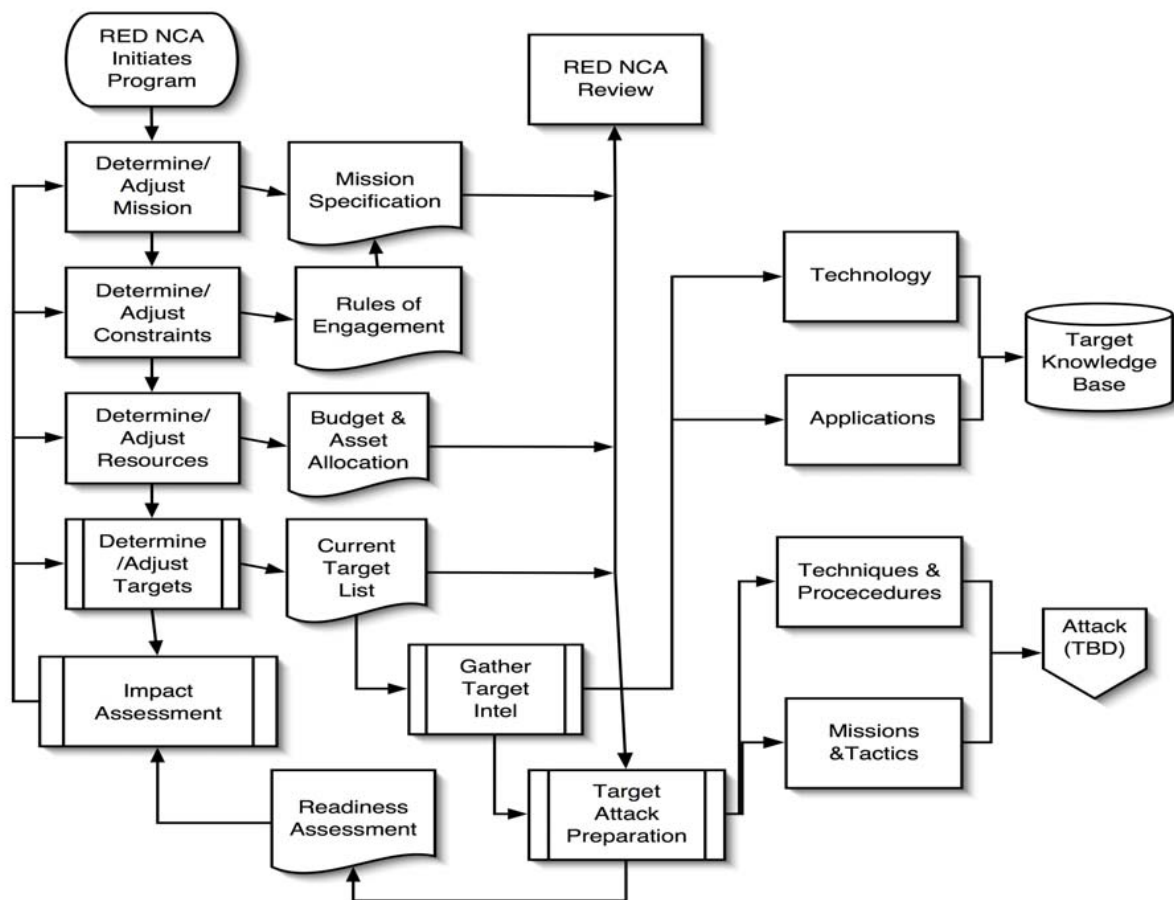 RED NCA
Initiates
Program
RED NCA
Review
Determine/
Adjust
Mission
Mission
Specification
Determine/
Adjust
Constraints
Rules of
Engagement
Technology
Target
Knowledge
Base
Determine/
Adjust
Resources
Budget &
Asset
Allocation
Applications
Determine
/Adjust
Targets
Current
Target
List
Techniques &
Procecedures
Attack
(TBD)
Impact
Assessment
Gather
Target
Intel
Missions
&Tactics
Readiness
Assessment
Target
Attack
Preparation